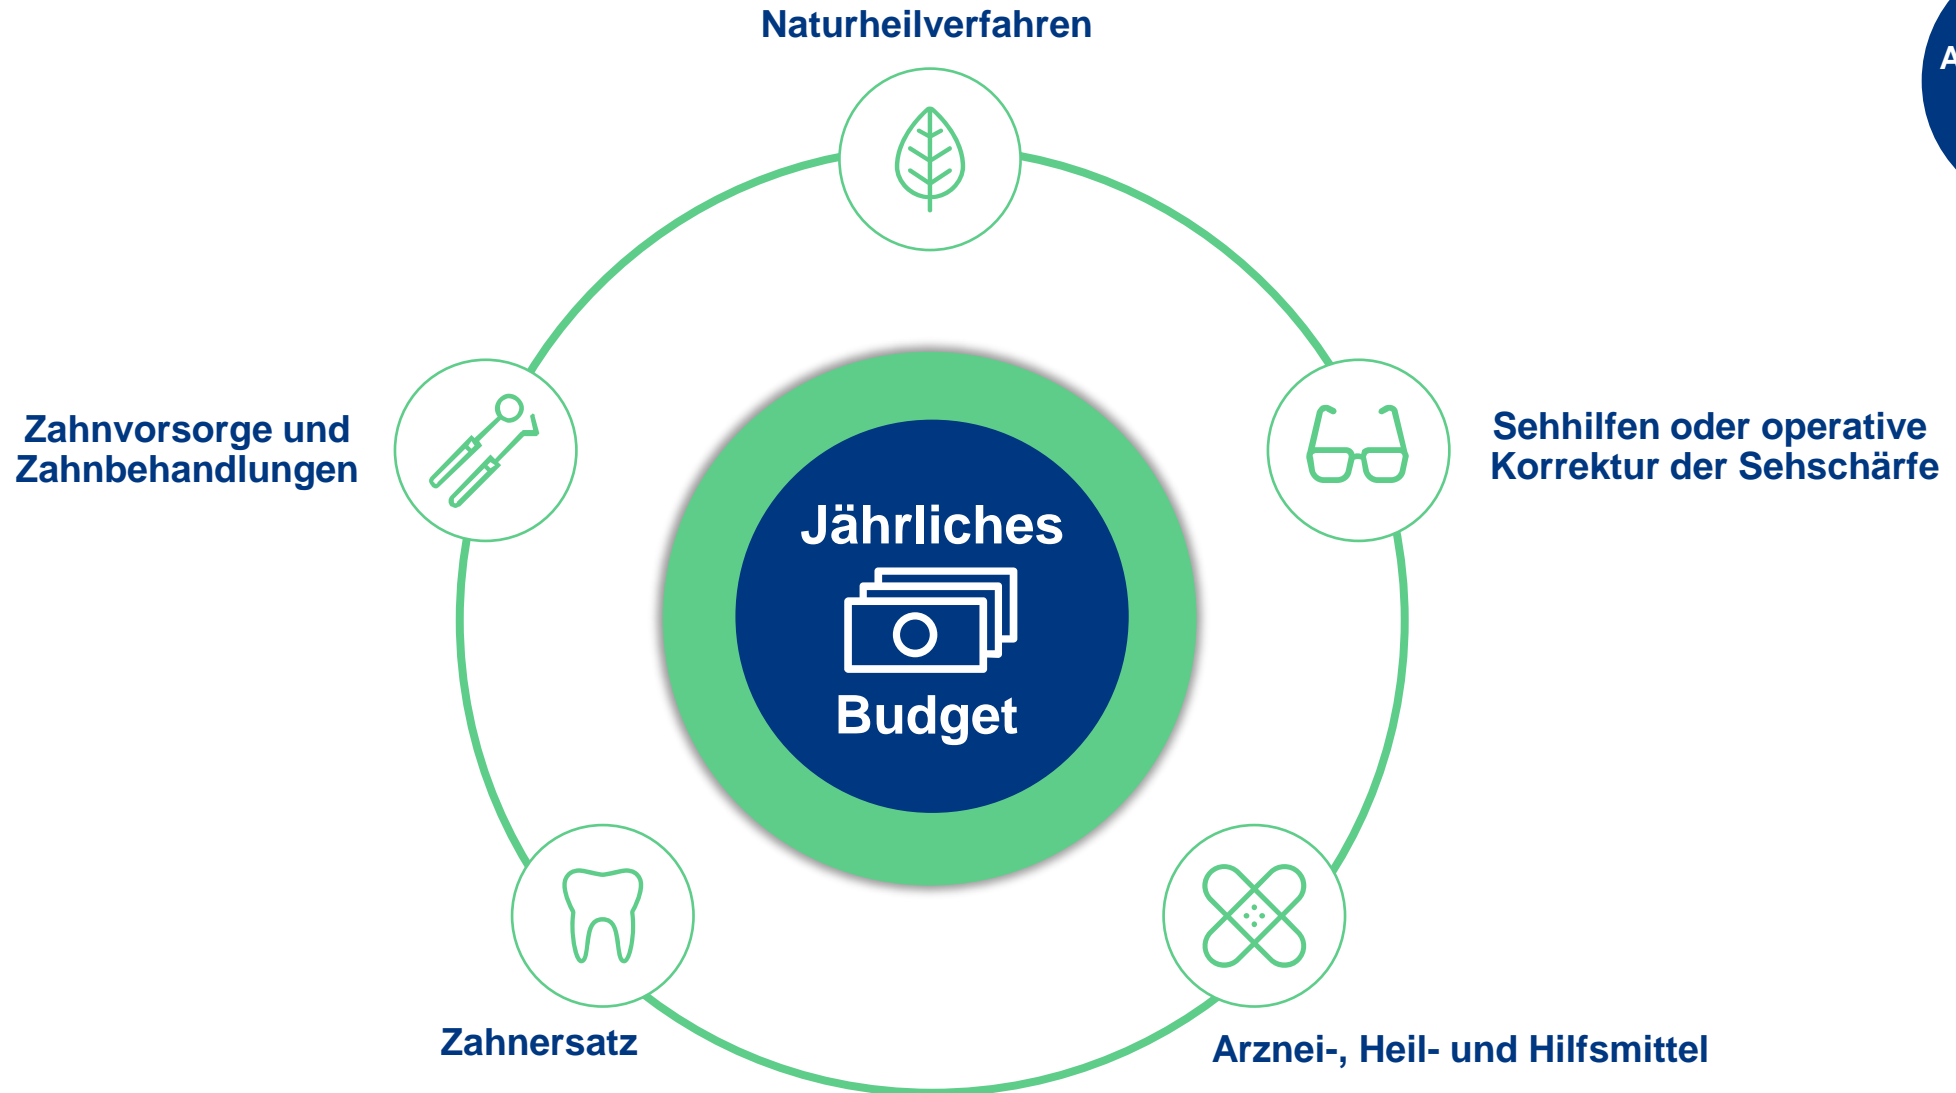 Naturheilverfahren
Zahnvorsorge und
Zahnbehandlungen
Sehhilfen oder operative
Korrektur der Sehschärfe
Jährliches
Budget
Zahnersatz
Arznei-, Heil- und Hilfsmittel